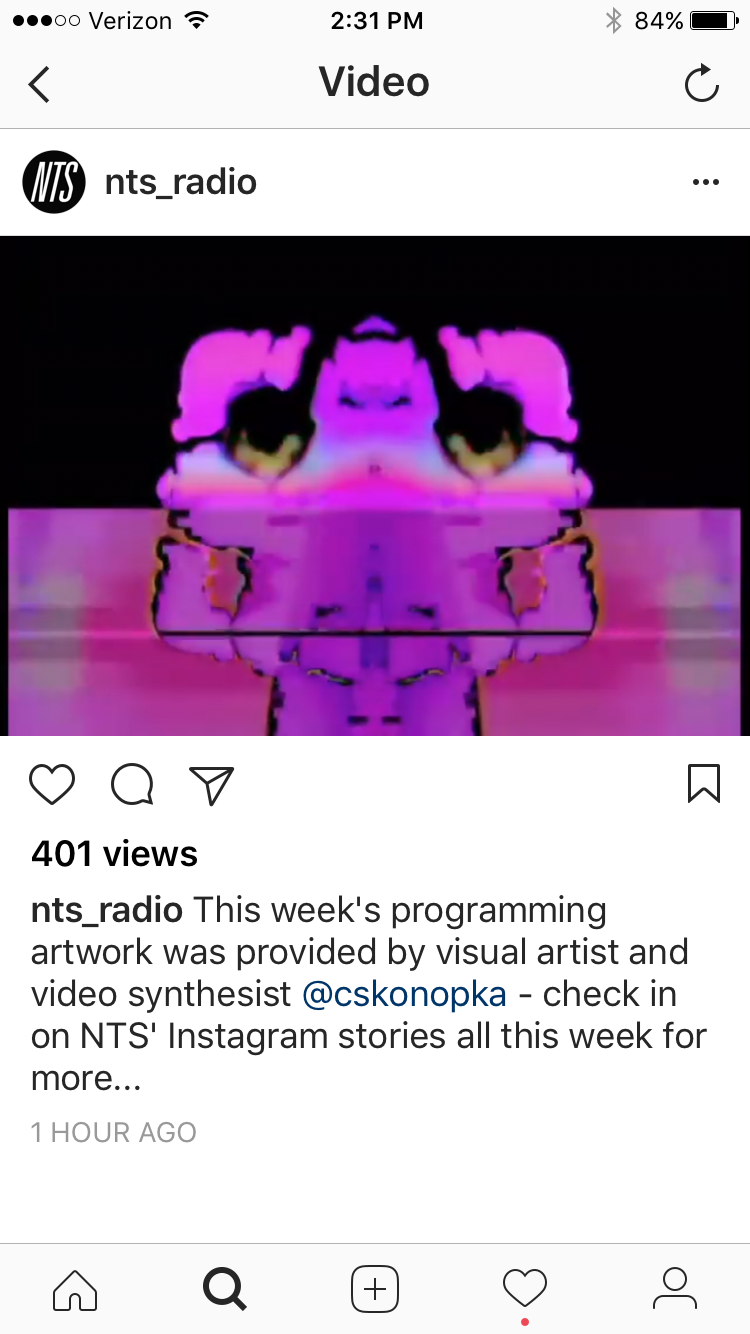 Verizon 2:31 PM 84%
Video
NTS nts_radio
401 views
nts_radio This week's programming
artwork was provided by visual artist and
video synthesist @cskonopka - check in
on NTS' Instagram stories all this week for
more...
1 HOUR AGO